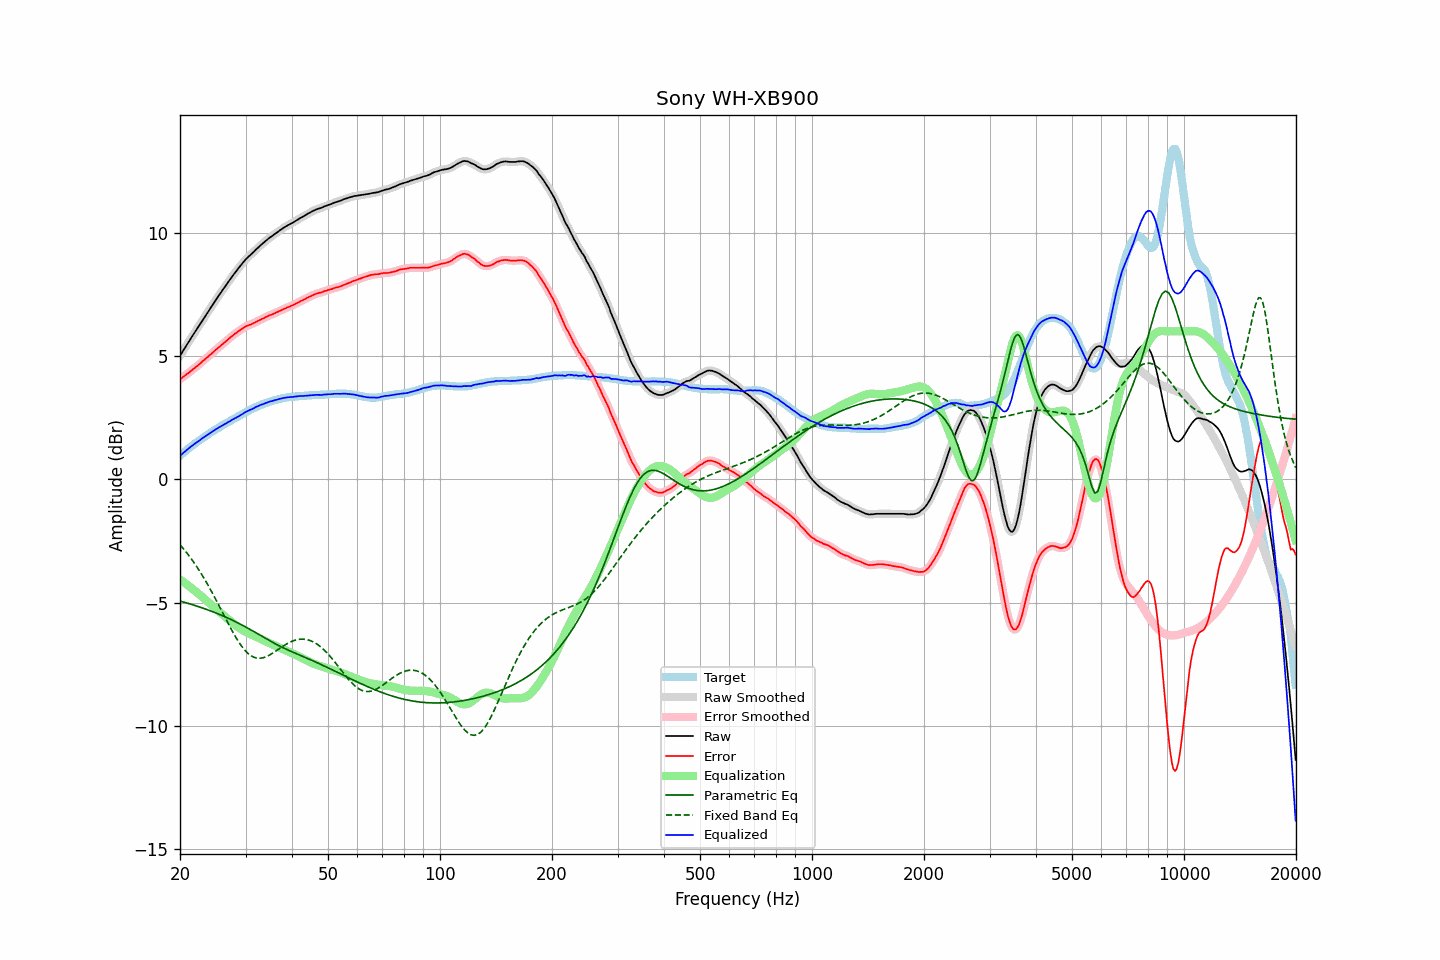 Sony WH-XB900
Amplitude (dBr)
10
5
0
−5
−10
−15
Target
Raw Smoothed
Error Smoothed
Raw
Error
Equalization
Parametric Eq
Fixed Band Eq
Equalized
20 50 100 200 500 1000 2000 5000 10000 20000
Frequency (Hz)